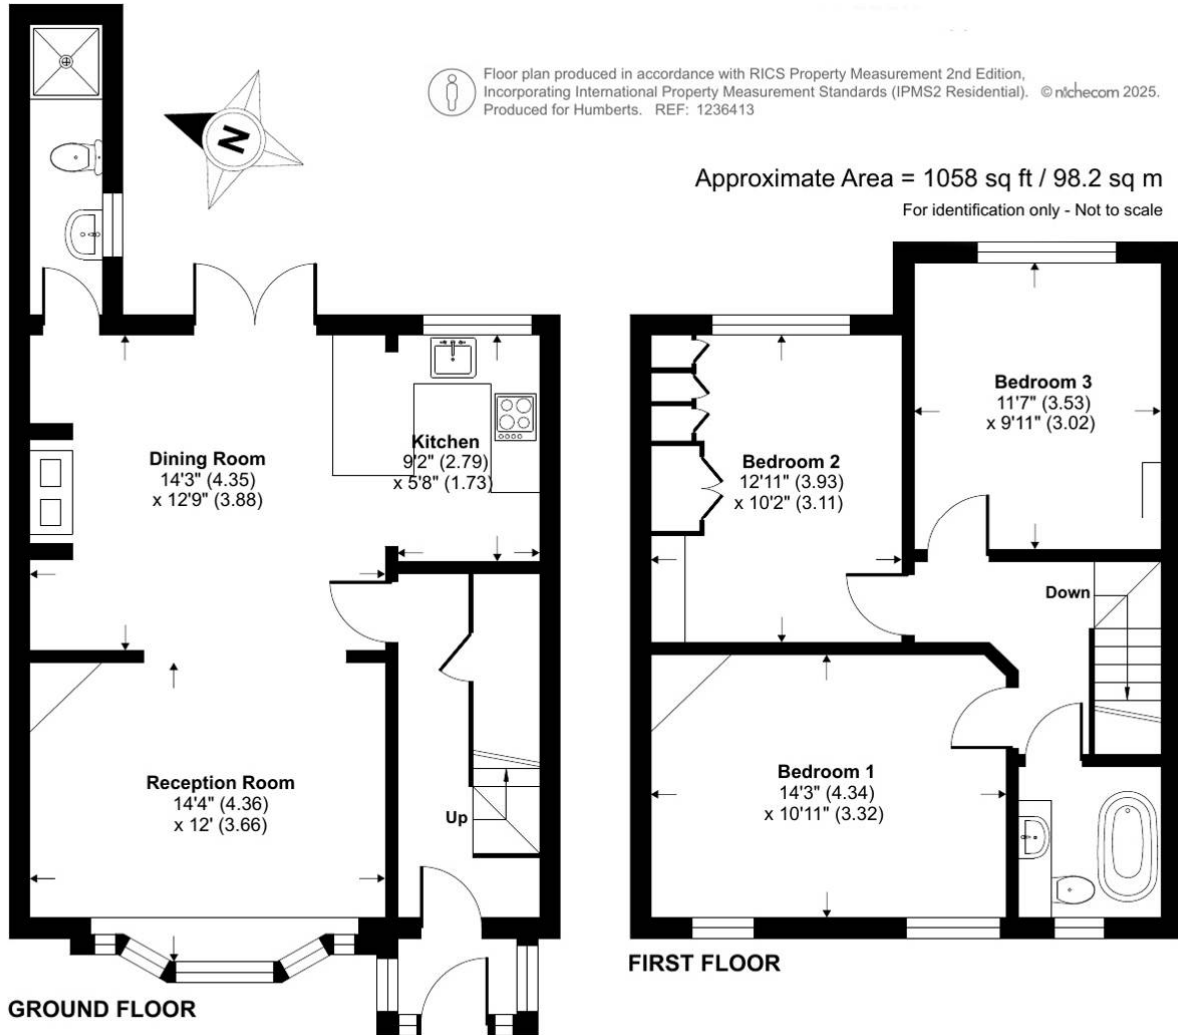 Floor plan produced in accordance with RICS Property Measurement 2nd Edition,
Incorporating International Property Measurement Standards (IPMS2 Residential). © nichecom 2025.
Produced for Humberts. REF: 1236413
N
Approximate Area = 1058 sq ft / 98.2 sq m
For identification only - Not to scale
Dining Room
14'3" (4.35)
x 12'9" (3.88)
Kitchen
9'2" (2.79)
x 5'8" (1.73)
Reception Room
14'4" (4.36)
x 12' (3.66)
Up
GROUND FLOOR
Bedroom 3
11'7" (3.53)
x 9'11" (3.02)
Bedroom 2
12'11" (3.93)
x 10'2" (3.11)
Down
Bedroom 1
14'3" (4.34)
x 10'11" (3.32)
FIRST FLOOR